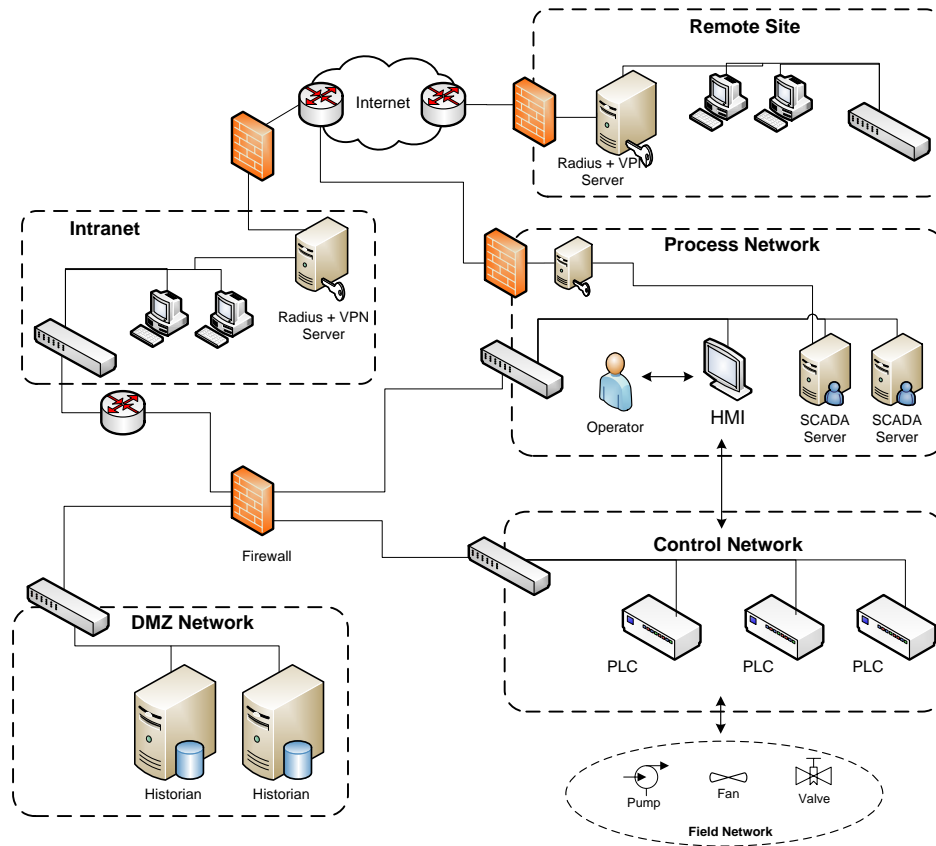 Remote Site
Internet
Radius + VPN
Server
Intranet
Radius + VPN
Server
Process Network
Operator
HMI
SCADA
Server
SCADA
Server
Firewall
Control Network
PLC
PLC
PLC
DMZ Network
Historian
Historian
Pump
Fan
Valve
Field Network